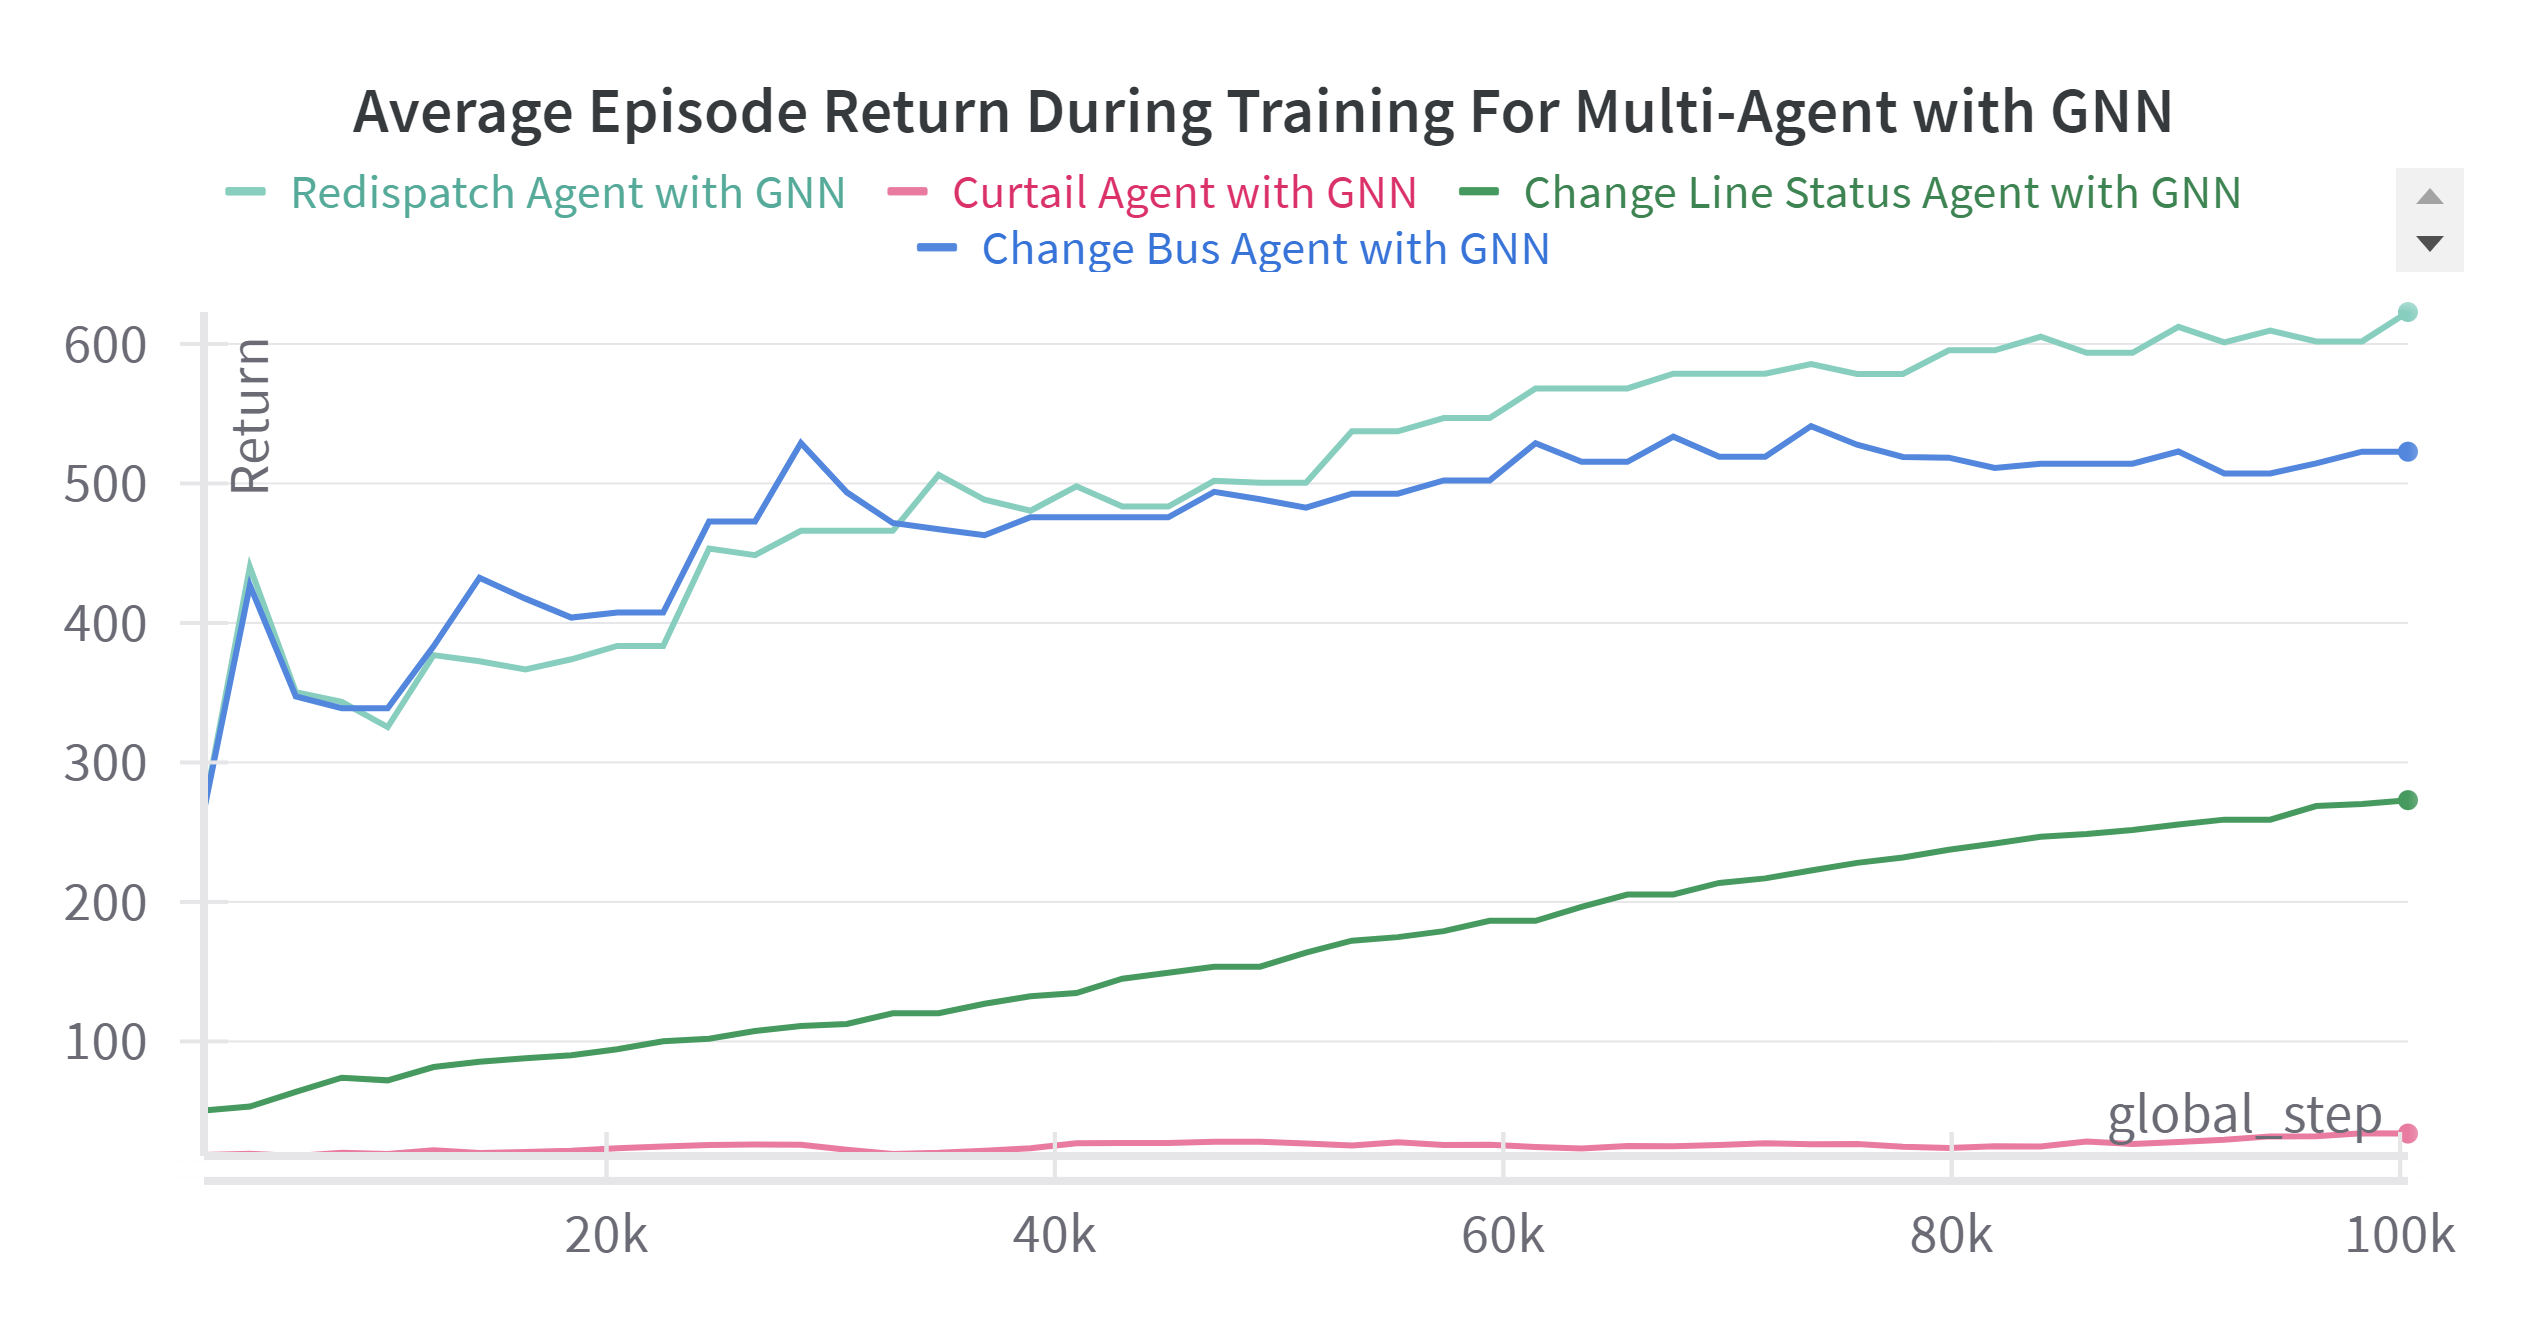 Average Episode Return During Training For Multi-Agent with GNN
Redispatch Agent with GNN Curtail Agent with GNN Change Line Status Agent with GNN
Change Bus Agent with GNN
Return
600
500
400
300
200
100
global_step
20k 40k 60k 80k 100k